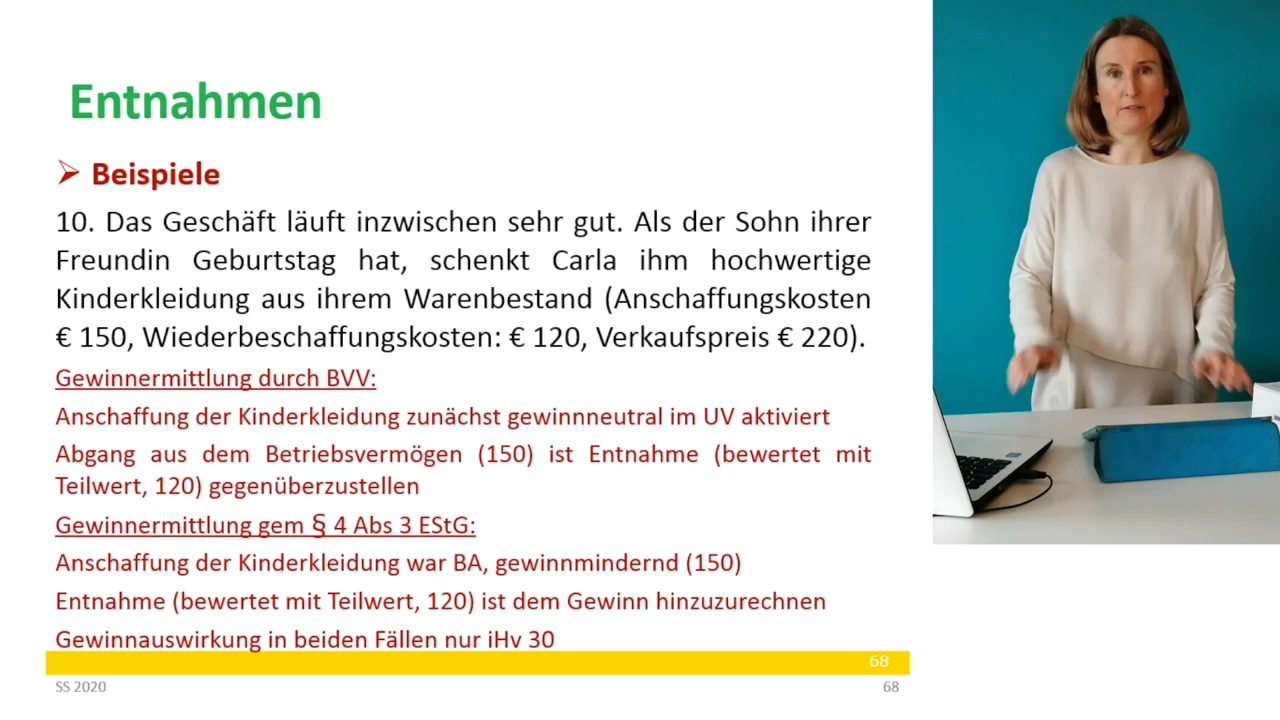 Entnahmen
➢ Beispiele
10. Das Geschäft läuft inzwischen sehr gut. Als der Sohn ihrer
Freundin Geburtstag hat, schenkt Carla ihm hochwertige
Kinderkleidung aus ihrem Warenbestand (Anschaffungskosten
€ 150, Wiederbeschaffungskosten: € 120, Verkaufspreis € 220).
Gewinnermittlung durch BVV:
Anschaffung der Kinderkleidung zunächst gewinnneutral im UV aktiviert
Abgang aus dem Betriebsvermögen (150) ist Entnahme (bewertet mit
Teilwert, 120) gegenüberzustellen
Gewinnermittlung gem § 4 Abs 3 EStG:
Anschaffung der Kinderkleidung war BA, gewinnmindernd (150)
Entnahme (bewertet mit Teilwert, 120) ist dem Gewinn hinzuzurechnen
Gewinnauswirkung in beiden Fällen nur iHv 30
68
SS 2020
68